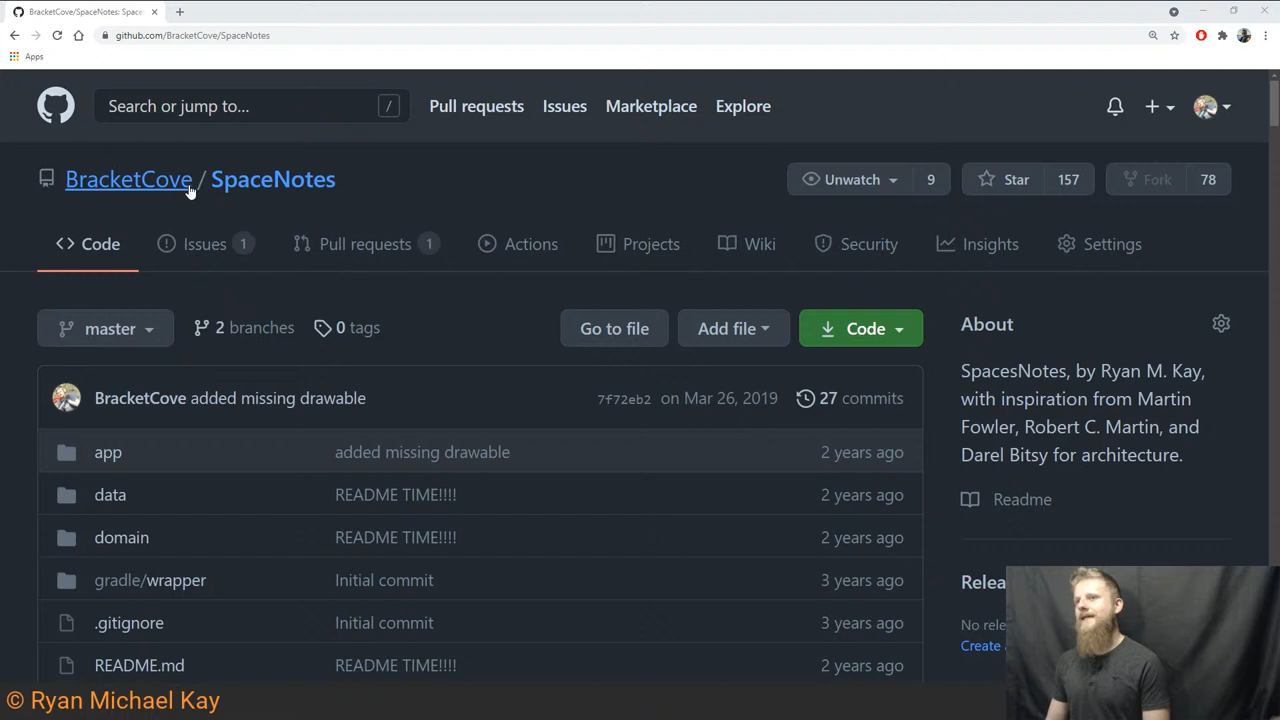 BracketCove/SpaceNotes: Space
github.com/BracketCove/SpaceNotes
Apps
Search or jump to... /
Pull requests Issues Marketplace Explore
BracketCove / SpaceNotes
Unwatch 9 Star 157 Fork 78
Code Issues 1 Pull requests 1 Actions Projects Wiki Security Insights Settings
master 2 branches 0 tags Go to file Add file Code
BracketCove added missing drawable 7f72eb2 on Mar 26, 2019 27 commits
app added missing drawable 2 years ago
data README TIME!!!! 2 years ago
domain README TIME!!!! 2 years ago
gradle/wrapper Initial commit 3 years ago
.gitignore Initial commit 3 years ago
README.md README TIME!!!! 2 years ago
About
SpacesNotes, by Ryan M. Kay,
with inspiration from Martin
Fowler, Robert C. Martin, and
Darel Bitsy for architecture.
Readme
Relea
No rele
Create
© Ryan Michael Kay